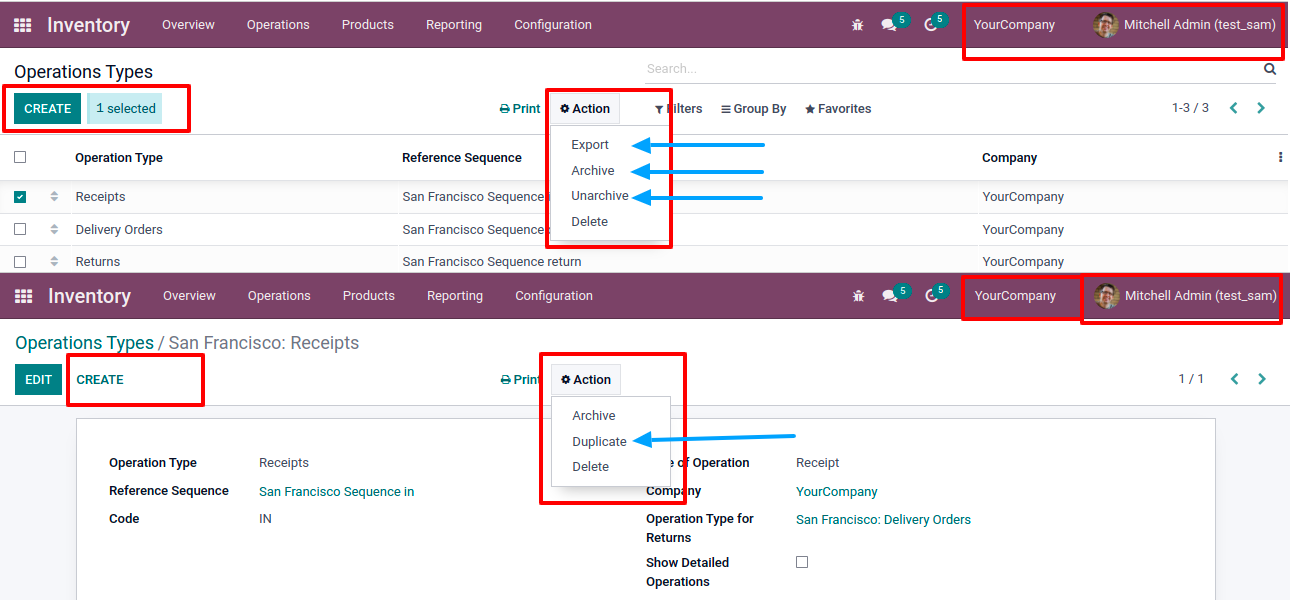 Inventory Overview Operations Products Reporting Configuration 5 5 YourCompany Mitchell Admin (test_sam)
Operations Types Search...
CREATE 1 selected Print Action Filters Group By Favorites 1-3 / 3
Export
Archive
Unarchive
Delete
Operation Type Reference Sequence Company
Receipts San Francisco Sequence i YourCompany
Delivery Orders San Francisco Sequence YourCompany
Returns San Francisco Sequence return YourCompany
Inventory Overview Operations Products Reporting Configuration 5 5 YourCompany Mitchell Admin (test_sam)
Operations Types / San Francisco: Receipts
EDIT CREATE Print Action 1 / 1
Archive
Duplicate
Delete
Operation Type Receipts of Operation Receipt
Reference Sequence San Francisco Sequence in Company YourCompany
Code IN Operation Type for San Francisco: Delivery Orders
Returns
Show Detailed
Operations